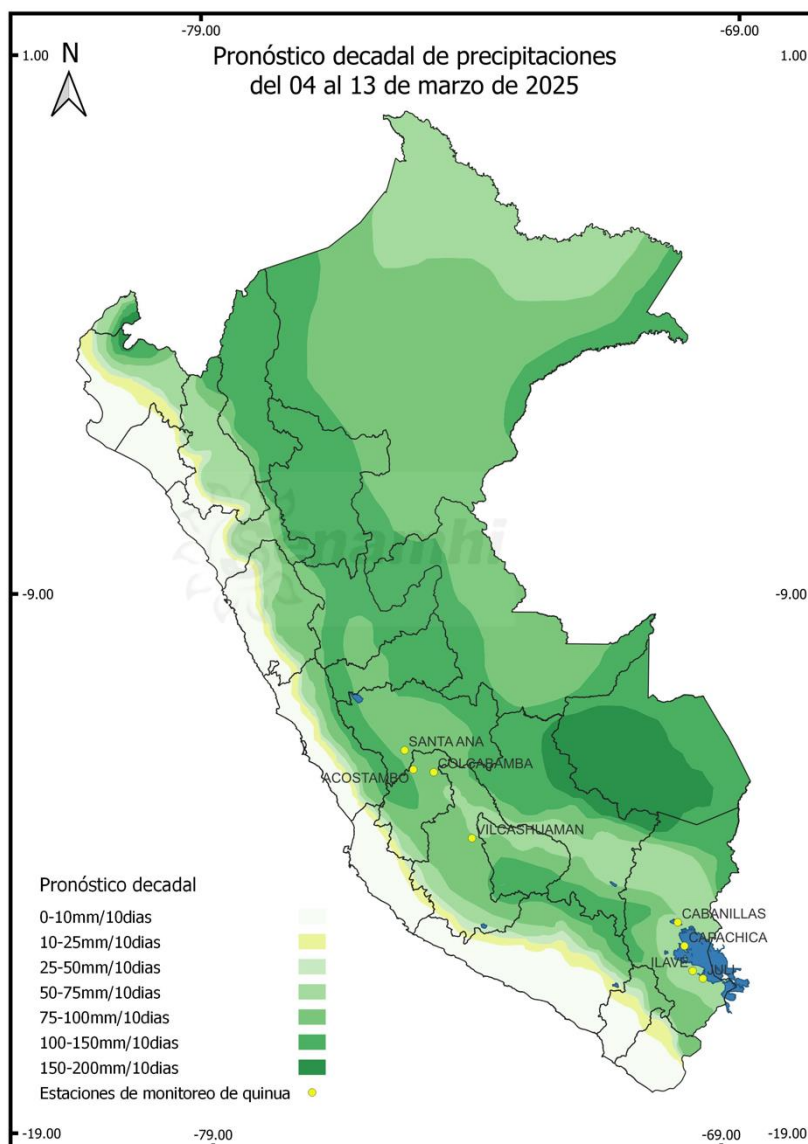 -79.00
-69.00
1.00
1.00
N
Pronóstico decadal de precipitaciones
del 04 al 13 de marzo de 2025
Senamhi
-9.00
-9.00
SANTA ANA
ACOSTAMBO
COLCABAMBA
VILCASHUAMAN
CABANILLAS
CAPACHICA
ILAVE
JULI
Pronóstico decadal
0-10mm/10dias
10-25mm/10dias
25-50mm/10dias
50-75mm/10dias
75-100mm/10dias
100-150mm/10dias
150-200mm/10dias
Estaciones de monitoreo de quinua
-19.00
-19.00
-79.00
-69.00